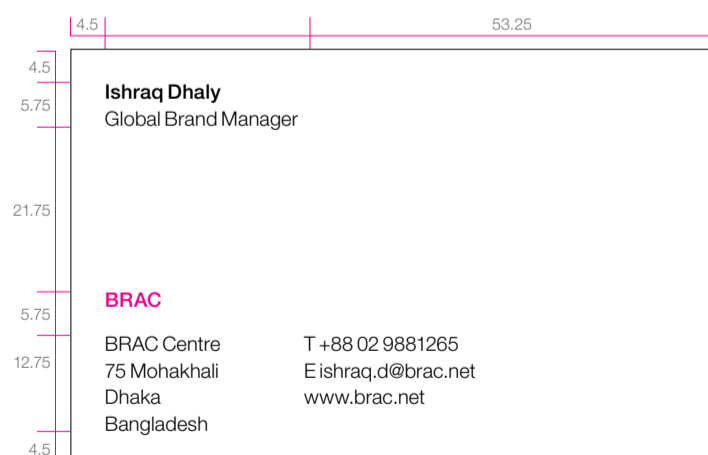 4.5 53.25
4.5
Ishraq Dhaly
5.75
Global Brand Manager
21.75
BRAC
5.75
BRAC Centre T +88 02 9881265
12.75
75 Mohakhali E ishraq.d@brac.net
Dhaka www.brac.net
Bangladesh
4.5